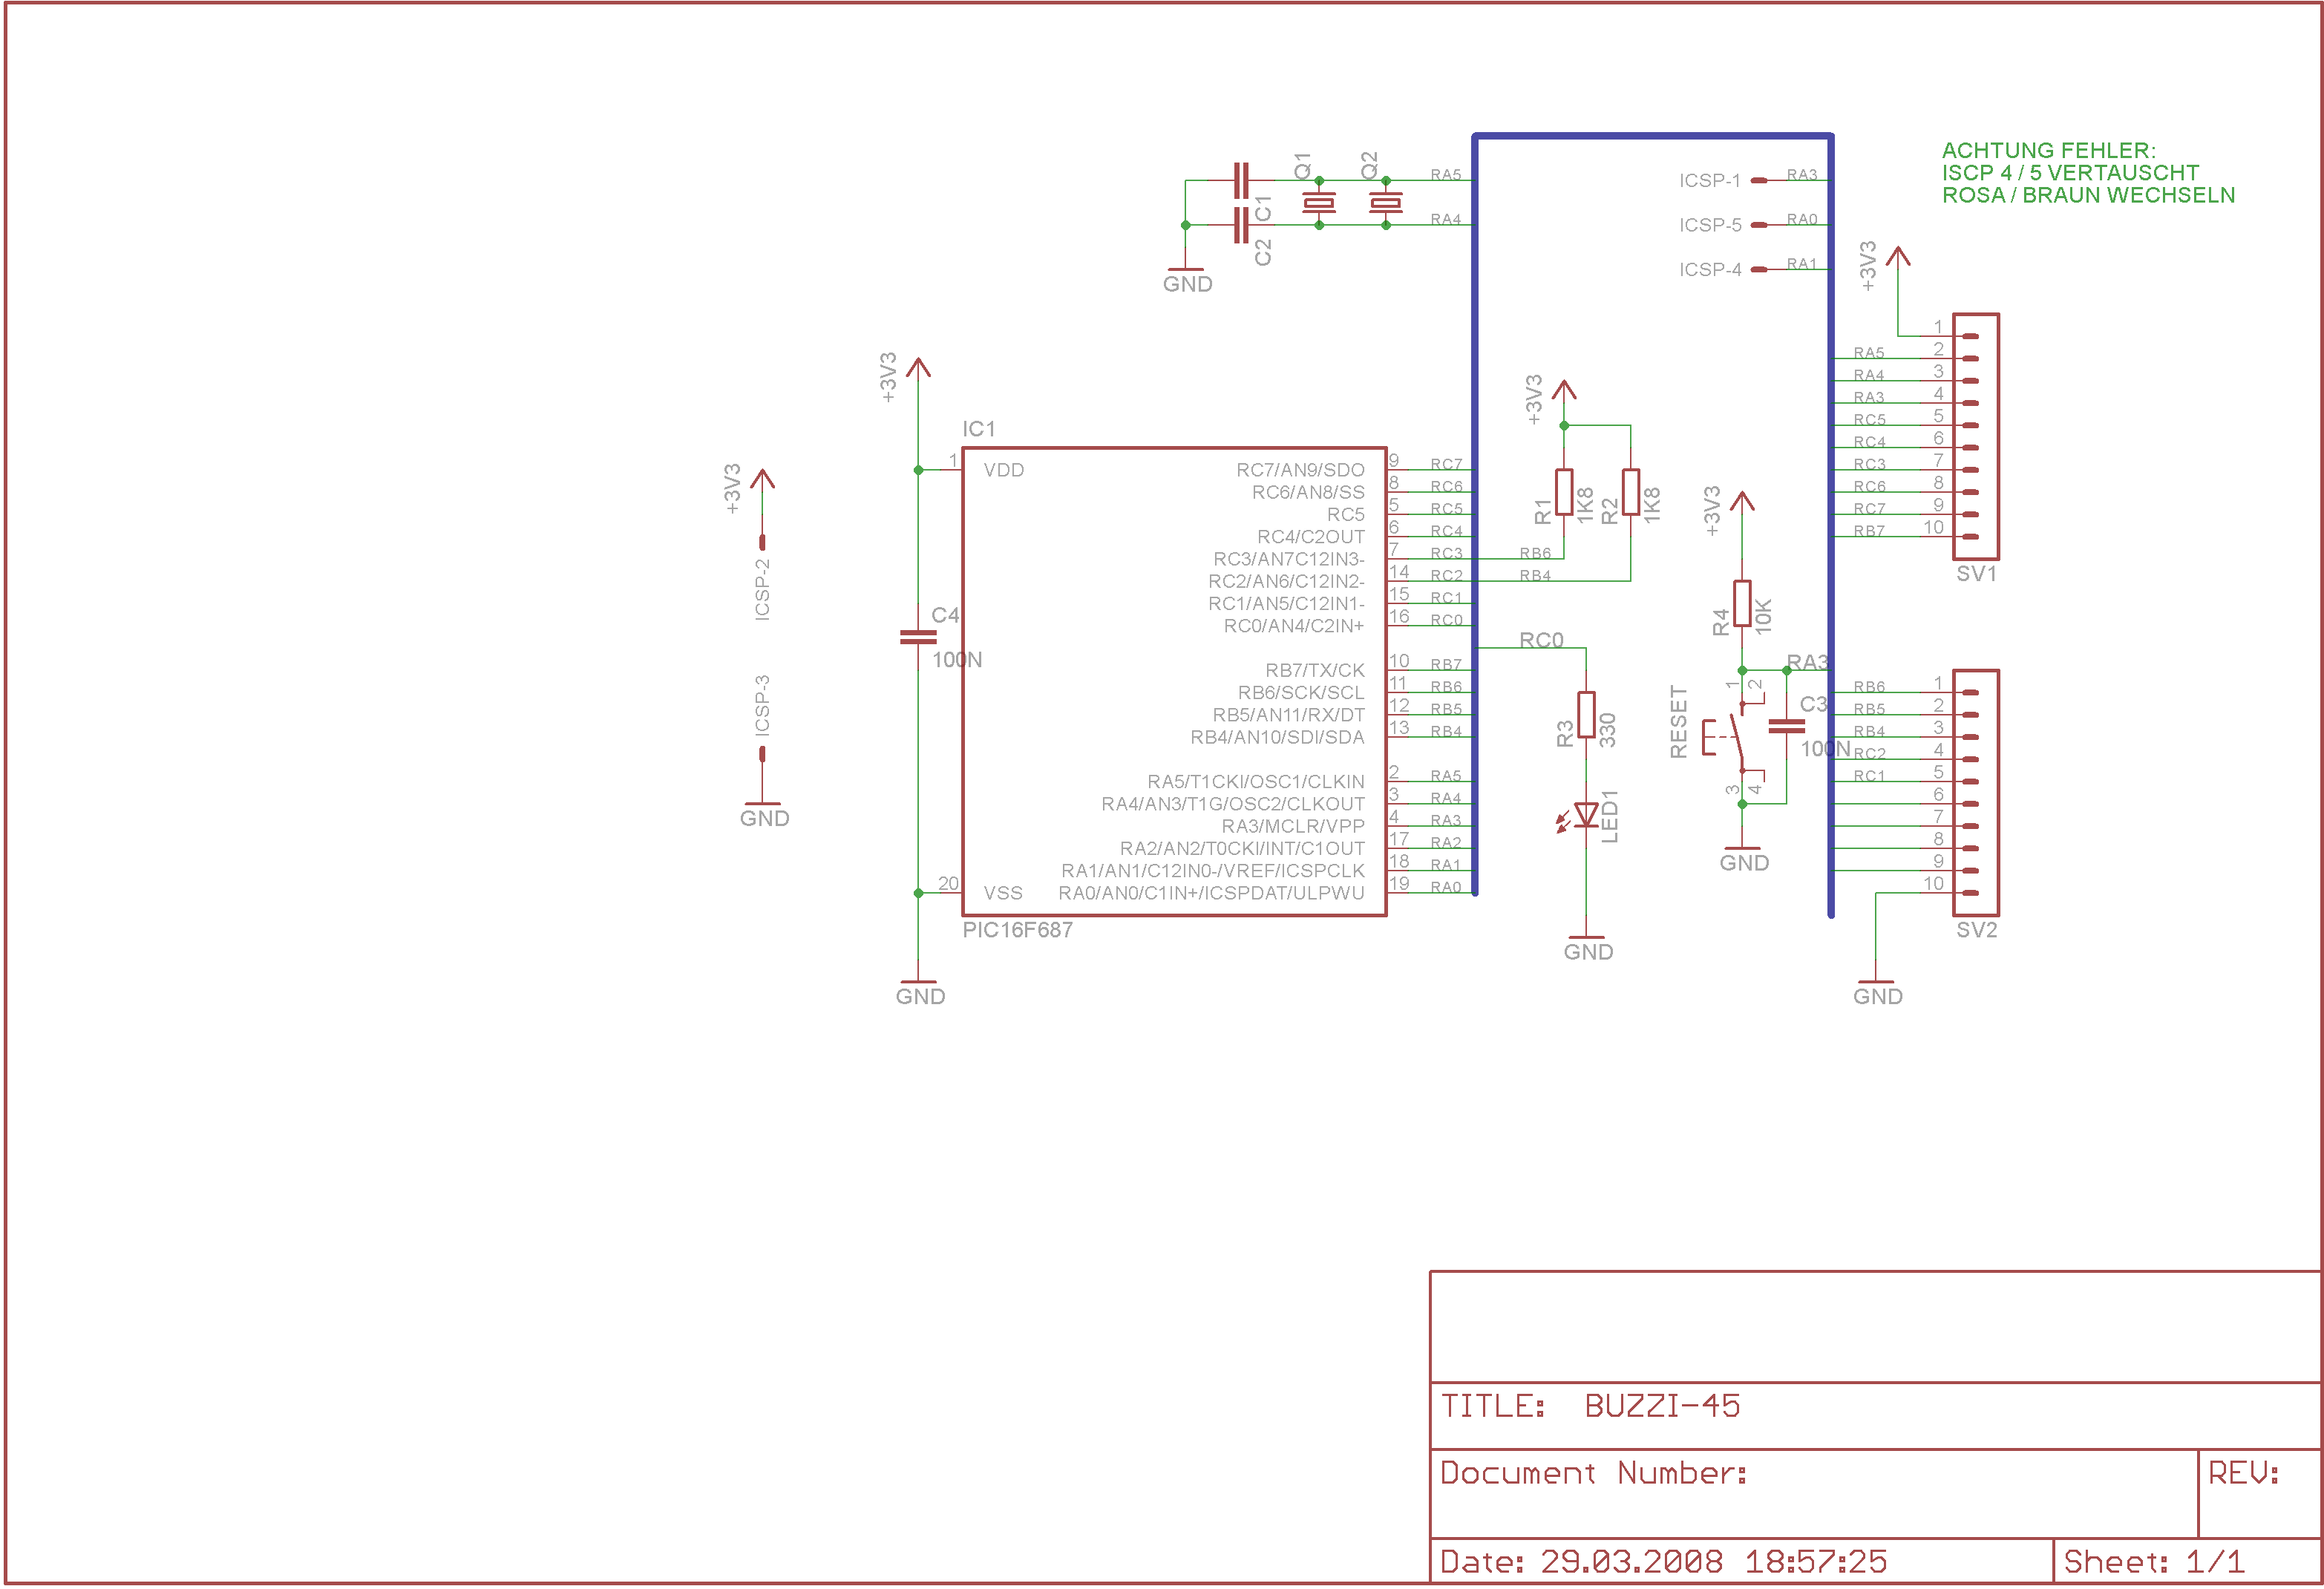 Q1
Q2
C1
C2
RA5
RA4
GND
ICSP-1
RA3
ICSP-5
RA0
ICSP-4
RA1
ACHTUNG FEHLER:
ISCP 4 / 5 VERTAUSCHT
ROSA / BRAUN WECHSELN
+3V3
1
RA5 2
RA4 3
RA3 4
RC5 5
RC4 6
RC3 7
RC6 8
RC7 9
RB7 10
SV1
+3V3
ICSP-2
ICSP-3
GND
+3V3
C4
100N
GND
IC1
1 VDD
20 VSS
RC7/AN9/SDO 9 RC7
RC6/AN8/SS 8 RC6
RC5 5 RC5
RC4/C2OUT 6 RC4
RC3/AN7C12IN3- 7 RC3
RC2/AN6/C12IN2- 14 RC2
RC1/AN5/C12IN1- 15 RC1
RC0/AN4/C2IN+ 16 RC0
RB7/TX/CK 10 RB7
RB6/SCK/SCL 11 RB6
RB5/AN11/RX/DT 12 RB5
RB4/AN10/SDI/SDA 13 RB4
RA5/T1CKI/OSC1/CLKIN 2 RA5
RA4/AN3/T1G/OSC2/CLKOUT 3 RA4
RA3/MCLR/VPP 4 RA3
RA2/AN2/T0CKI/INT/C1OUT 17 RA2
RA1/AN1/C12IN0-/VREF/ICSPCLK 18 RA1
RA0/AN0/C1IN+/ICSPDAT/ULPWU 19 RA0
PIC16F687
+3V3
R1
1K8
R2
1K8
RB6
RB4
RC0
R3
330
LED1
GND
+3V3
R4
10K
RA3
RESET
1
2
3
4
C3
100N
GND
RB6 1
RB5 2
RB4 3
RC2 4
RC1 5
6
7
8
9
10
SV2
GND
TITLE: BUZZI-45
Document Number:
REV:
Date: 29.03.2008 18:57:25
Sheet: 1/1